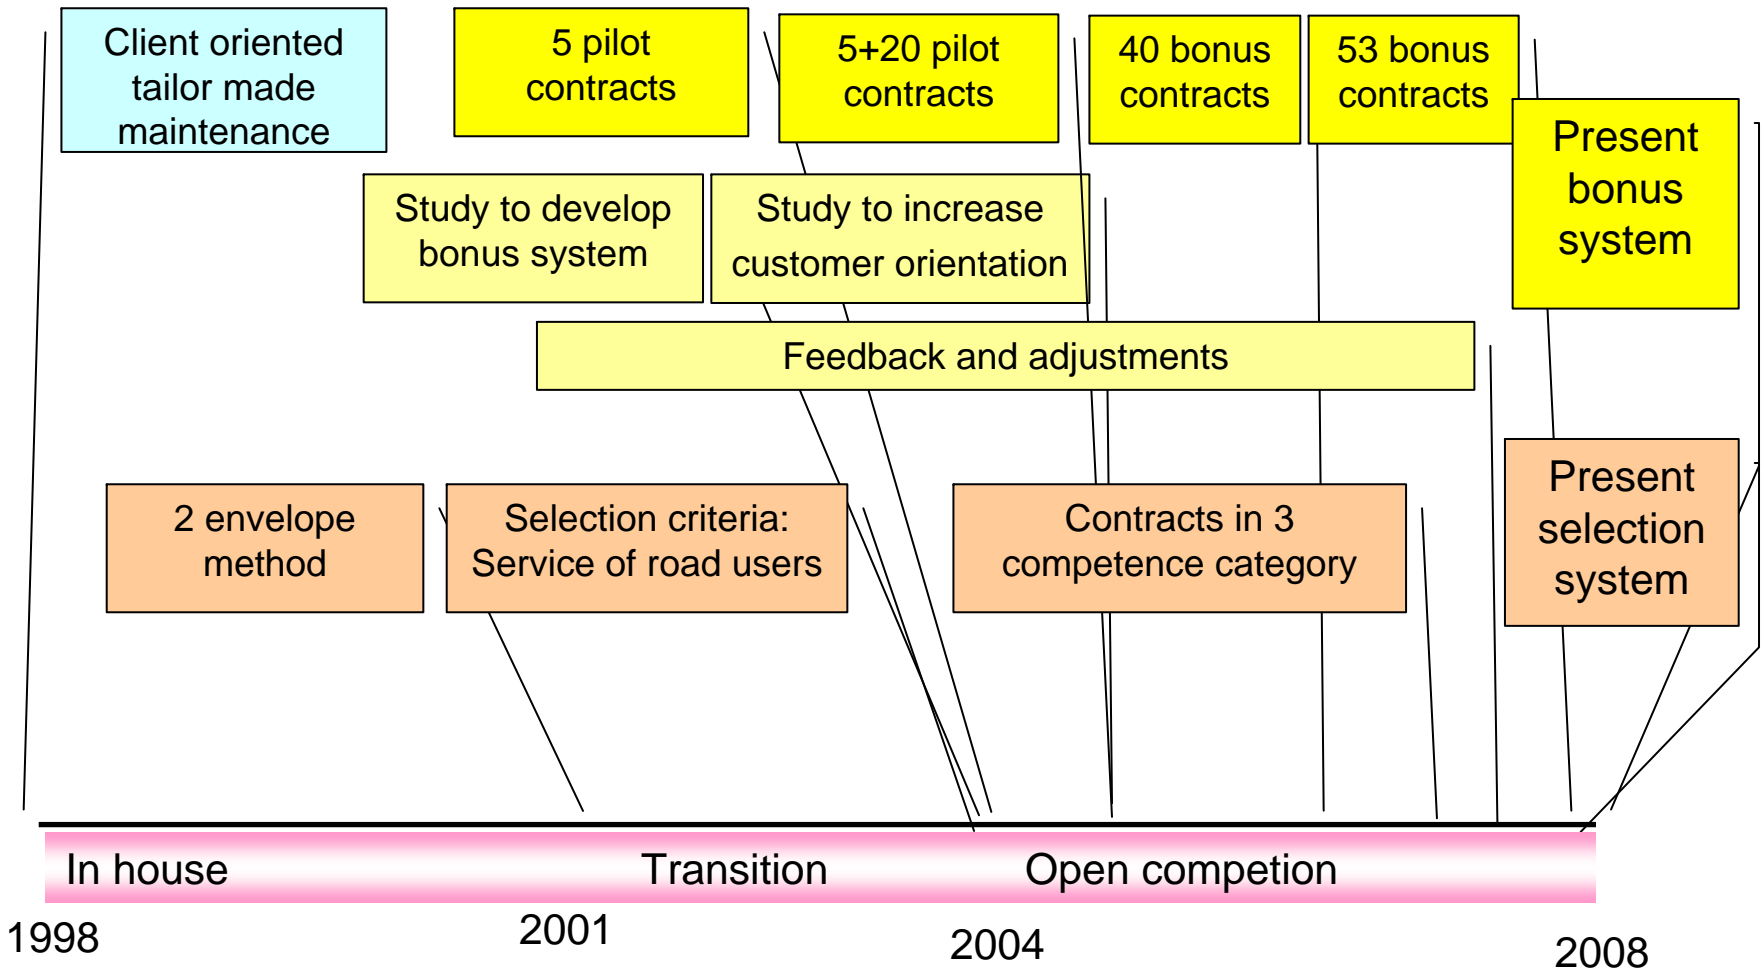 Client oriented
tailor made
maintenance
5 pilot
contracts
5+20 pilot
contracts
40 bonus
contracts
53 bonus
contracts
Present
bonus
system
Study to develop
bonus system
Study to increase
customer orientation
Feedback and adjustments
2 envelope
method
Selection criteria:
Service of road users
Contracts in 3
competence category
Present
selection
system
In house
Transition
Open competion
1998
2001
2004
2008